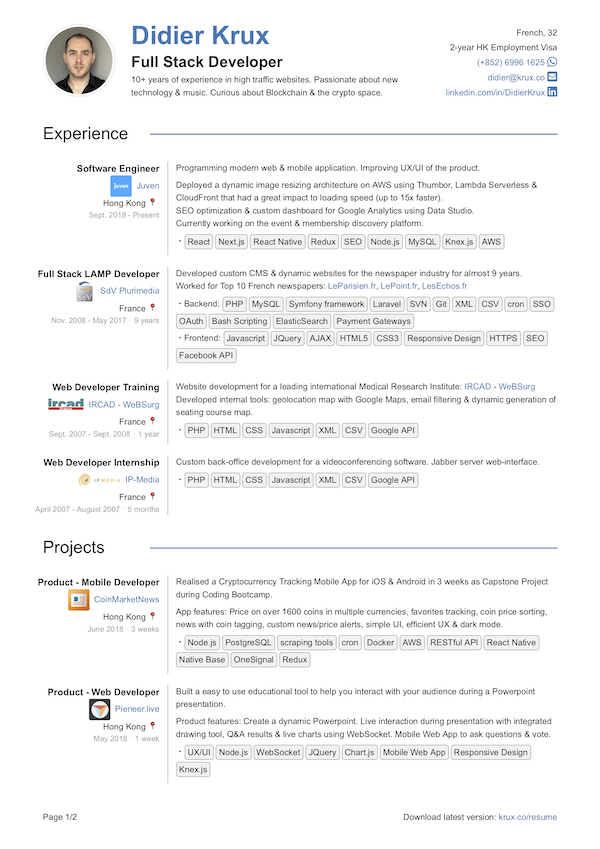 Didier Krux
Full Stack Developer
10+ years of experience in high traffic websites. Passionate about new
technology & music. Curious about Blockchain & the crypto space.
French, 32
2-year HK Employment Visa
(+852) 6996 1625
didier@krux.co
linkedin.com/in/DidierKrux
Experience
Software Engineer
juven Juven
Hong Kong
Sept. 2018 - Present
Programming modern web & mobile application. Improving UX/UI of the product.
Deployed a dynamic image resizing architecture on AWS using Thumbor, Lambda Serverless &
CloudFront that had a great impact to loading speed (up to 15x faster).
SEO optimization & custom dashboard for Google Analytics using Data Studio.
Currently working on the event & membership discovery platform.
· React Next.js React Native Redux SEO Node.js MySQL Knex.js AWS
Full Stack LAMP Developer
SdV Plurimedia
France
Nov. 2008 - May 2017 · 9 years
Developed custom CMS & dynamic websites for the newspaper industry for almost 9 years.
Worked for Top 10 French newspapers: LeParisien.fr, LePoint.fr, LesEchos.fr
· Backend: PHP MySQL Symfony framework Laravel SVN Git XML CSV cron SSO
OAuth Bash Scripting ElasticSearch Payment Gateways
· Frontend: Javascript JQuery AJAX HTML5 CSS3 Responsive Design HTTPS SEO
Facebook API
Web Developer Training
ircad IRCAD - WeBSurg
France
Sept. 2007 - Sept. 2008 · 1 year
Website development for a leading international Medical Research Institute: IRCAD - WeBSurg
Developed internal tools: geolocation map with Google Maps, email filtering & dynamic generation of
seating course map.
· PHP HTML CSS Javascript XML CSV Google API
Web Developer Internship
IP MEDIA IP-Media
France
April 2007 - August 2007 · 5 months
Custom back-office development for a videoconferencing software. Jabber server web-interface.
· PHP HTML CSS Javascript XML CSV Google API
Projects
Product - Mobile Developer
CoinMarketNews
Hong Kong
June 2018 · 3 weeks
Realised a Cryptocurrency Tracking Mobile App for iOS & Android in 3 weeks as Capstone Project
during Coding Bootcamp.
App features: Price on over 1600 coins in multiple currencies, favorites tracking, coin price sorting,
news with coin tagging, custom news/price alerts, simple UI, efficient UX & dark mode.
· Node.js PostgreSQL scraping tools cron Docker AWS RESTful API React Native
Native Base OneSignal Redux
Product - Web Developer
Pieneer.live
Hong Kong
May 2018 · 1 week
Built a easy to use educational tool to help you interact with your audience during a Powerpoint
presentation.
Product features: Create a dynamic Powerpoint. Live interaction during presentation with integrated
drawing tool, Q&A results & live charts using WebSocket. Mobile Web App to ask questions & vote.
· UX/UI Node.js WebSocket JQuery Chart.js Mobile Web App Responsive Design
Knex.js
Page 1/2
Download latest version: krux.co/resume